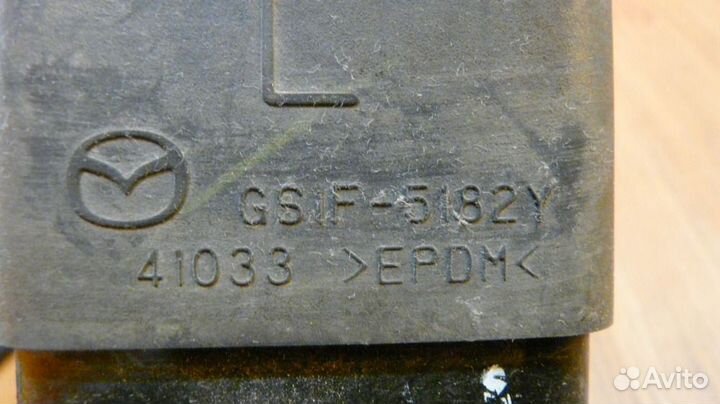 L
GS1F-5182Y
41033 >EPDM<
Avito